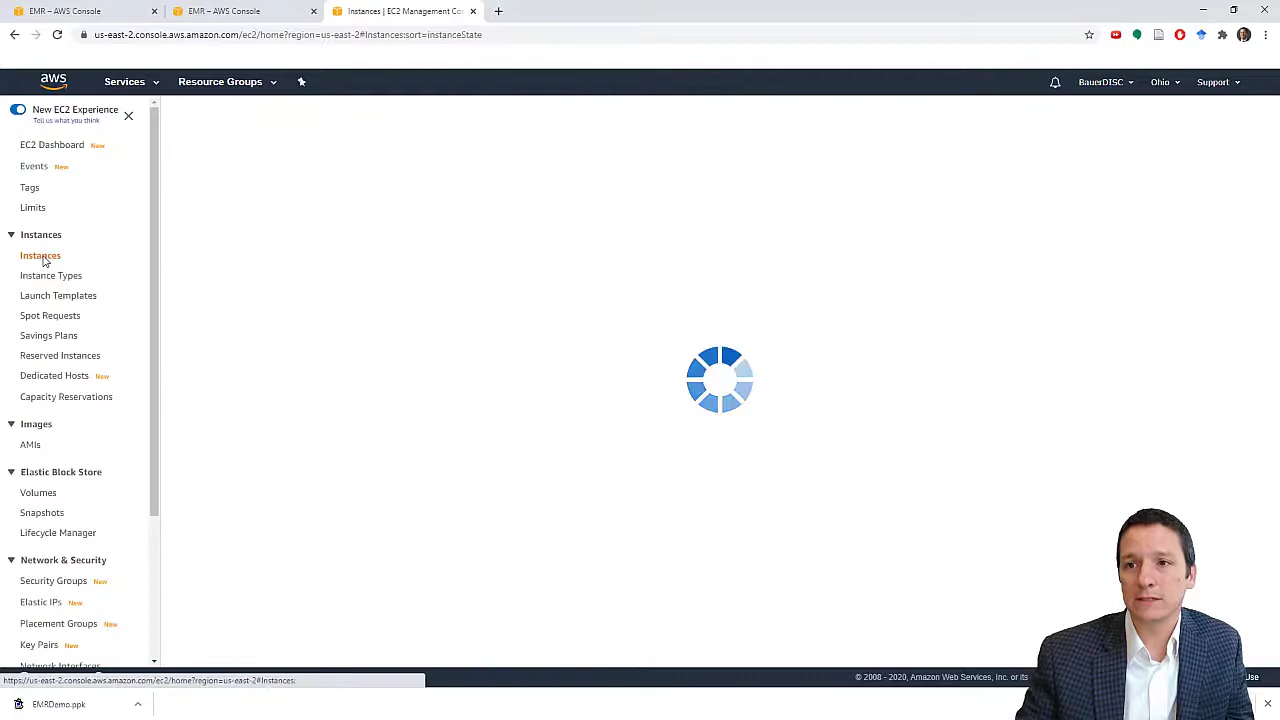 EMR – AWS Console
EMR – AWS Console
Instances | EC2 Management Co
us-east-2.console.aws.amazon.com/ec2/home?region=us-east-2#Instances:sort=instanceState
aws
Services
Resource Groups
BauerDISC
Ohio
Support
New EC2 Experience
Tell us what you think
EC2 Dashboard New
Events New
Tags
Limits
Instances
Instances
Instance Types
Launch Templates
Spot Requests
Savings Plans
Reserved Instances
Dedicated Hosts New
Capacity Reservations
Images
AMIs
Elastic Block Store
Volumes
Snapshots
Lifecycle Manager
Network & Security
Security Groups New
Elastic IPs New
Placement Groups New
Key Pairs New
Network Interfaces
https://us-east-2.console.aws.amazon.com/ec2/home?region=us-east-2#Instances:
© 2008 - 2020, Amazon Web Services, Inc. or its
Use
EMRDemo.ppk